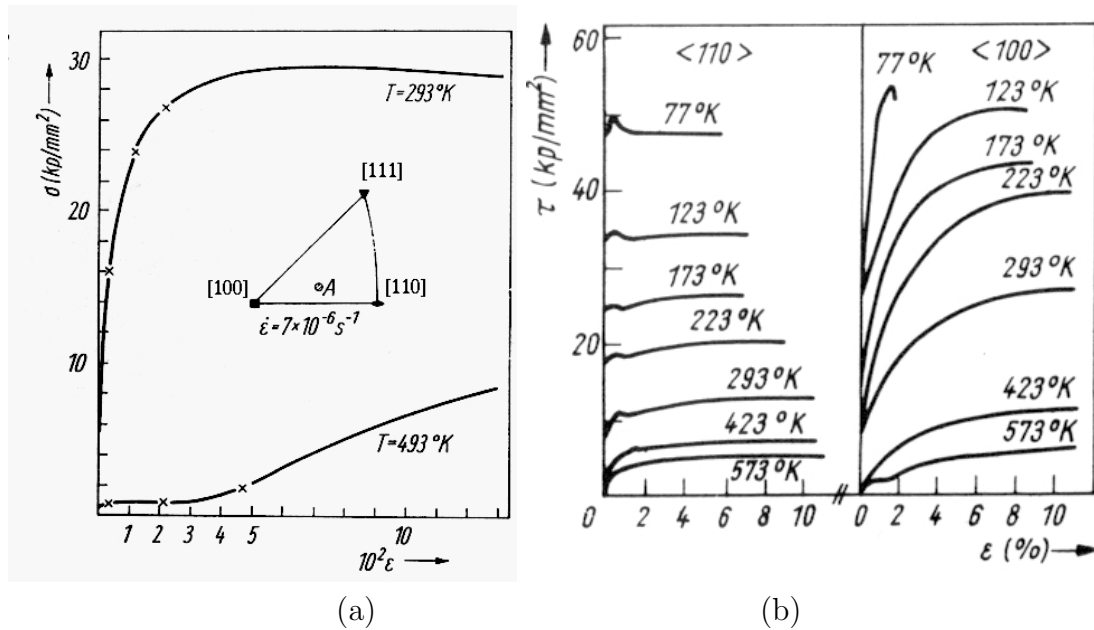 30
20
10
σ (kp/mm²)
T=293°K
[111]
[100]
A
[110]
ε̇=7×10⁻⁶s⁻¹
T=493°K
1 2 3 4 5 10
10²ε
(a)
60
40
20
0
τ (kp/mm²)
<110>
77°K
123°K
173°K
223°K
293°K
423°K
573°K
0 2 4 6 8 10
<100>
77°K
123°K
173°K
223°K
293°K
423°K
573°K
0 2 4 6 8 10
ε (%)
(b)